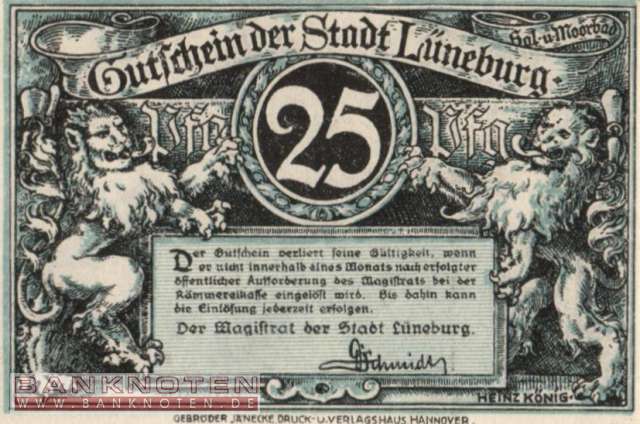 Gutschein der Stadt Lüneburg.
Sol- u. Moorbad
Pfg 25 Pfg
Der Gutschein verliert seine Gültigkeit, wenn
er nicht innerhalb eines Monats nach erfolgter
öffentlicher Aufforderung des Magistrats bei der
Kämmereikasse eingelöst wird. Bis dahin kann
die Einlösung jederzeit erfolgen.
Der Magistrat der Stadt Lüneburg.
Schmidt
HEINZ KÖNIG
BANKNOTEN
WWW.BANKNOTEN.DE
GEBRÜDER JÄNECKE, DRUCK- U. VERLAGSHAUS HANNOVER.